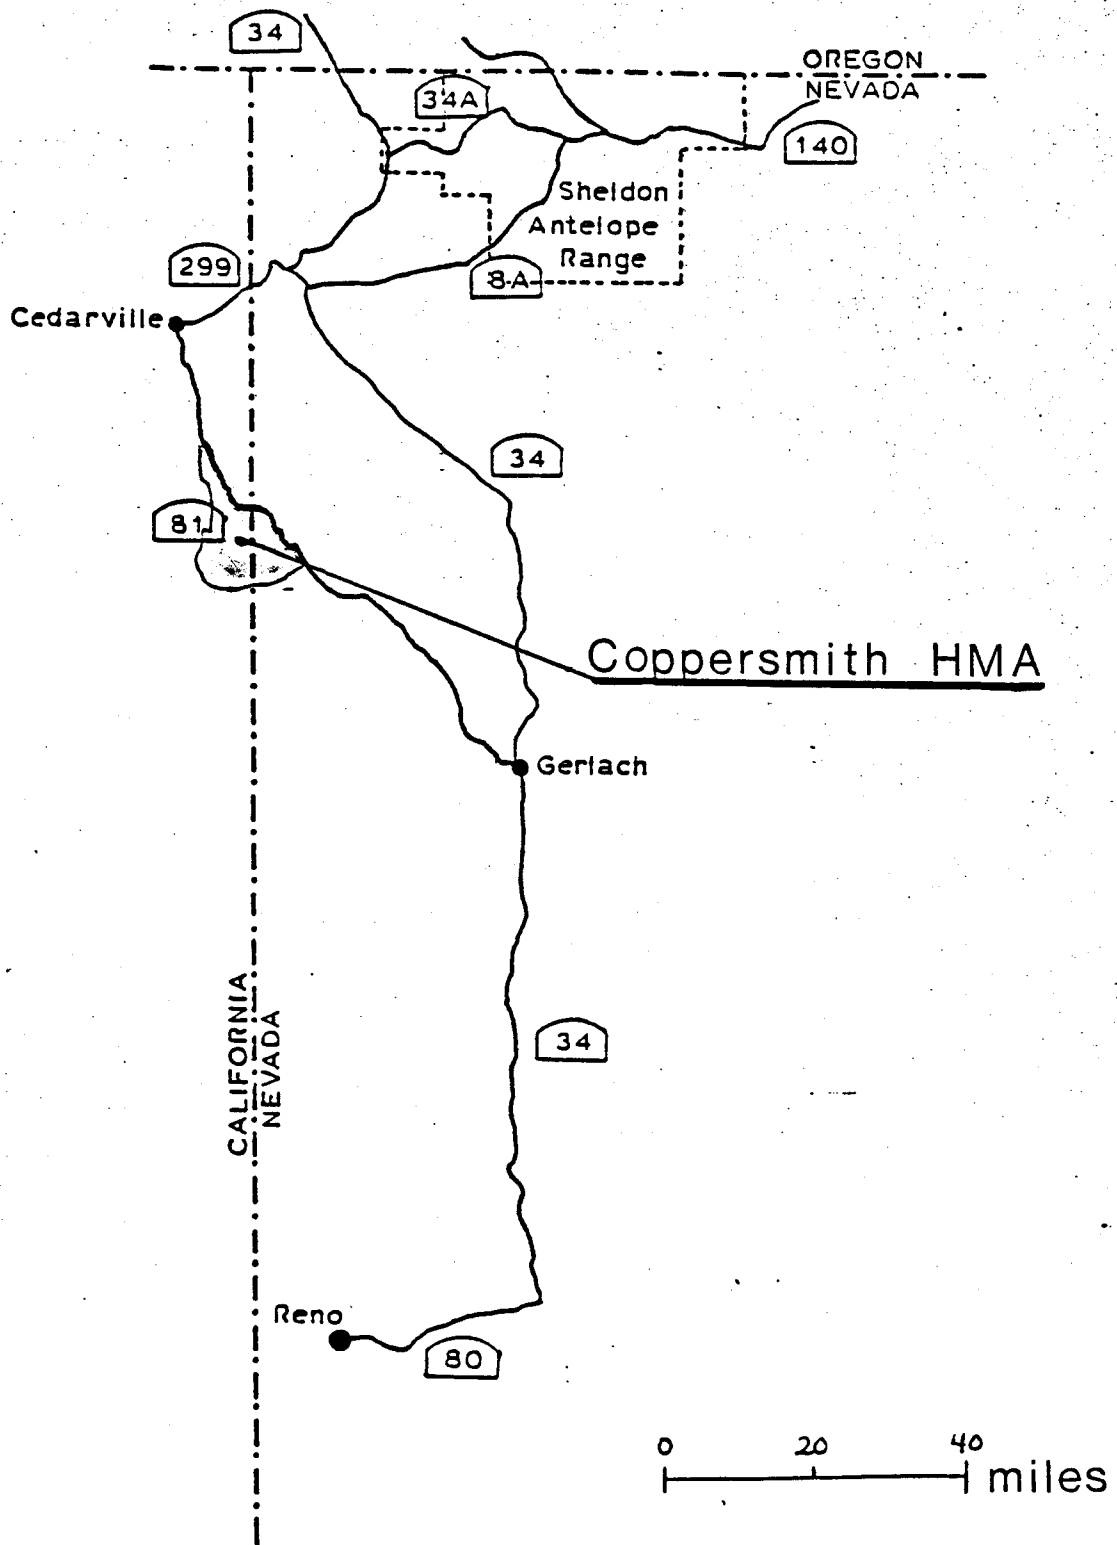 34
OREGON
NEVADA
34A
140
Sheldon
Antelope
Range
299
8A
Cedarville
34
81
Coppersmith HMA
Gerlach
CALIFORNIA
NEVADA
34
Reno
80
0 20 40
miles